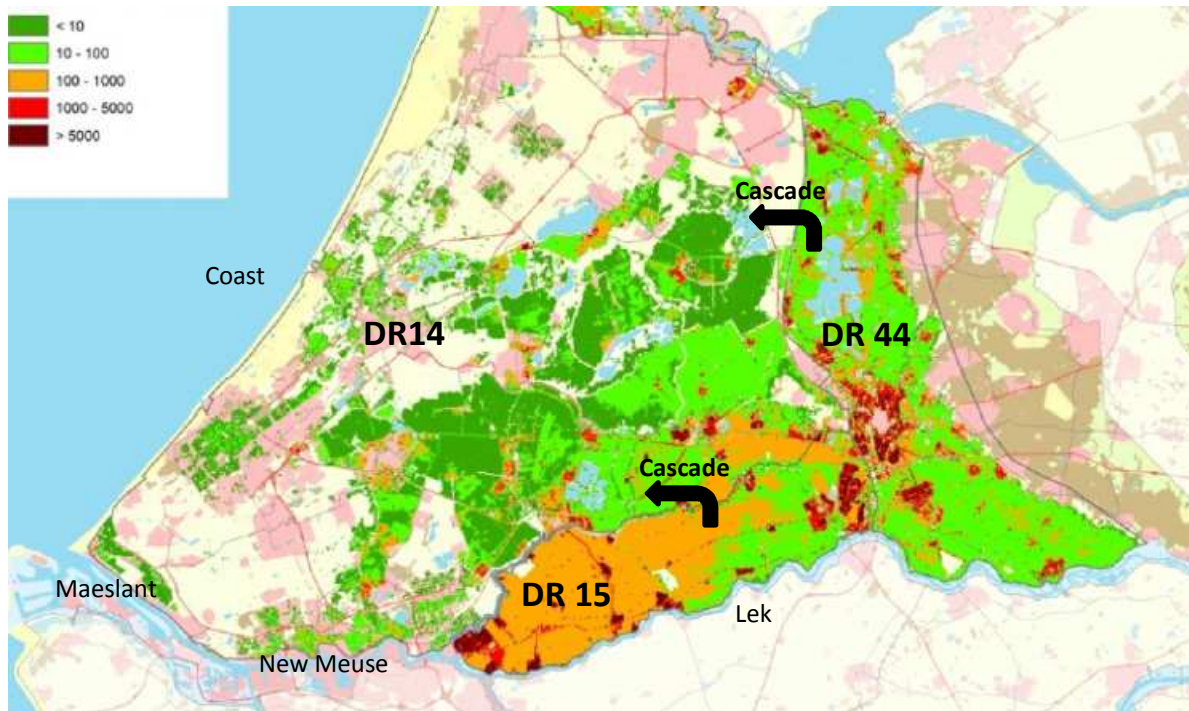 < 10
10 - 100
100 - 1000
1000 - 5000
> 5000
Cascade
Coast
DR14
DR 44
Cascade
Maeslant
DR 15
Lek
New Meuse